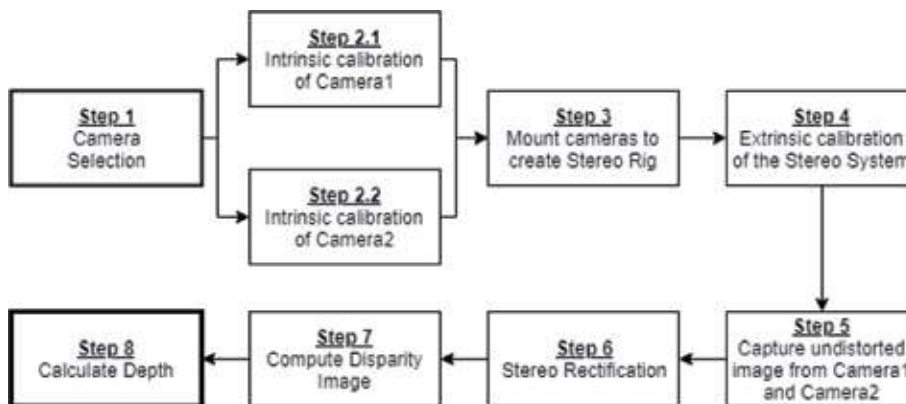 Step 1
Camera
Selection
Step 2.1
Intrinsic calibration
of Camera1
Step 2.2
Intrinsic calibration
of Camera2
Step 3
Mount cameras to
create Stereo Rig
Step 4
Extrinsic calibration
of the Stereo System
Step 5
Capture undistorted
image from Camera1
and Camera2
Step 6
Stereo Rectification
Step 7
Compute Disparity
Image
Step 8
Calculate Depth